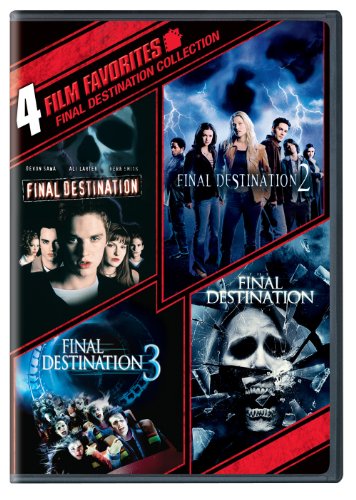 4 FILM FAVORITES
FINAL DESTINATION COLLECTION
DEVON SAWA ALI LARTER KERR SMITH
FINAL DESTINATION
FINAL DESTINATION 2
FINAL
DESTINATION 3
FINAL
DESTINATION